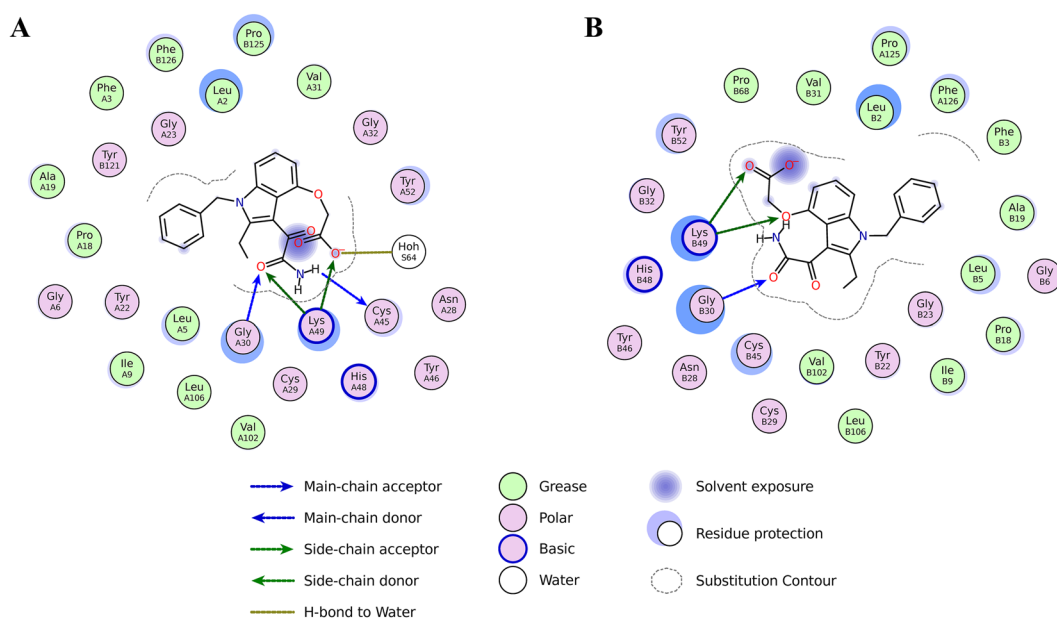 A
Pro
B125
Phe
B126
Leu
A2
Val
A31
Phe
A3
Gly
A23
Gly
A32
Tyr
B121
Ala
A19
Tyr
A52
N
O
O
O
O
O−
O
N
H
H
Hoh
S64
Pro
A18
Gly
A6
Tyr
A22
Leu
A5
Gly
A30
Lys
A49
Cys
A45
Asn
A28
Ile
A9
Leu
A106
Cys
A29
His
A48
Tyr
A46
Val
A102
B
Pro
A125
Pro
B68
Val
B31
Leu
B2
Phe
A126
Phe
B3
Tyr
B52
O
O−
Gly
B32
Lys
B49
O
H
N
H
N
O
O
Ala
B19
His
B48
Gly
B30
Leu
B5
Gly
B6
Gly
B23
Pro
B18
Tyr
B46
Asn
B28
Cys
B45
Val
B102
Tyr
B22
Ile
B9
Cys
B29
Leu
B106
Main-chain acceptor
Main-chain donor
Side-chain acceptor
Side-chain donor
H-bond to Water
Grease
Polar
Basic
Water
Solvent exposure
Residue protection
Substitution Contour